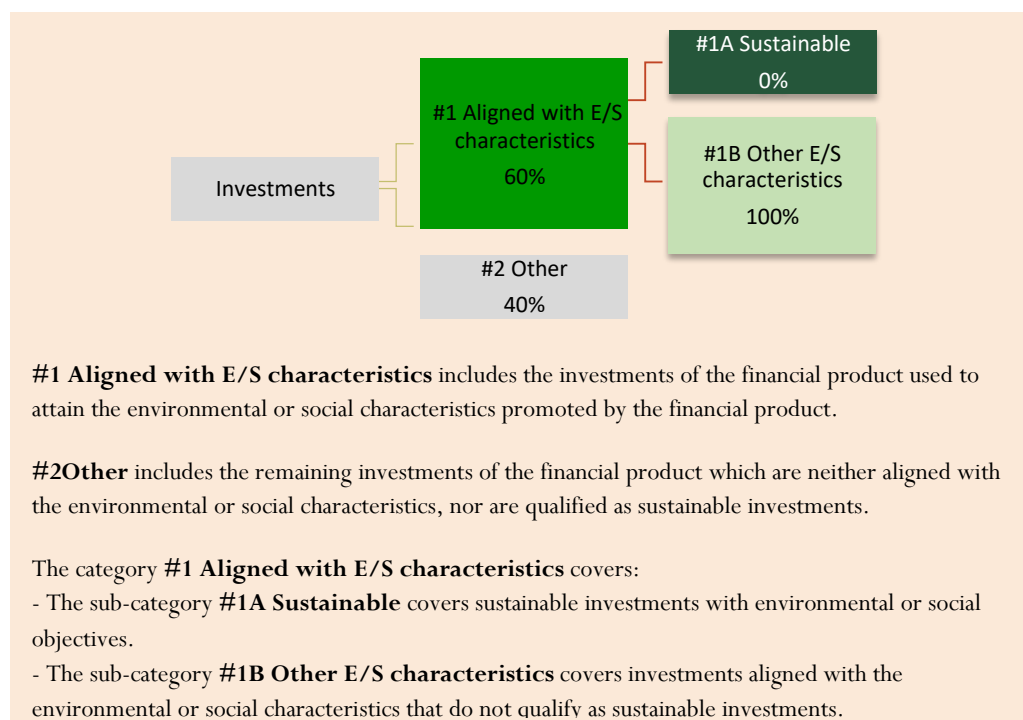 #1A Sustainable
0%
#1 Aligned with E/S
characteristics
60%
#1B Other E/S
characteristics
100%
Investments
#2 Other
40%
#1 Aligned with E/S characteristics includes the investments of the financial product used to
attain the environmental or social characteristics promoted by the financial product.
#2Other includes the remaining investments of the financial product which are neither aligned with
the environmental or social characteristics, nor are qualified as sustainable investments.
The category #1 Aligned with E/S characteristics covers:
- The sub-category #1A Sustainable covers sustainable investments with environmental or social
objectives.
- The sub-category #1B Other E/S characteristics covers investments aligned with the
environmental or social characteristics that do not qualify as sustainable investments.